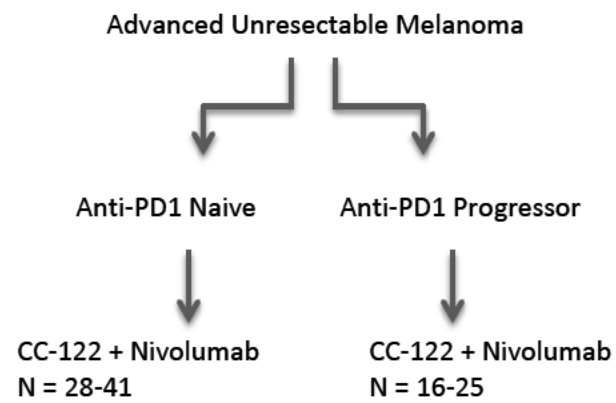 Advanced Unresectable Melanoma
Anti-PD1 Naive
Anti-PD1 Progressor
CC-122 + Nivolumab
N = 28-41
CC-122 + Nivolumab
N = 16-25